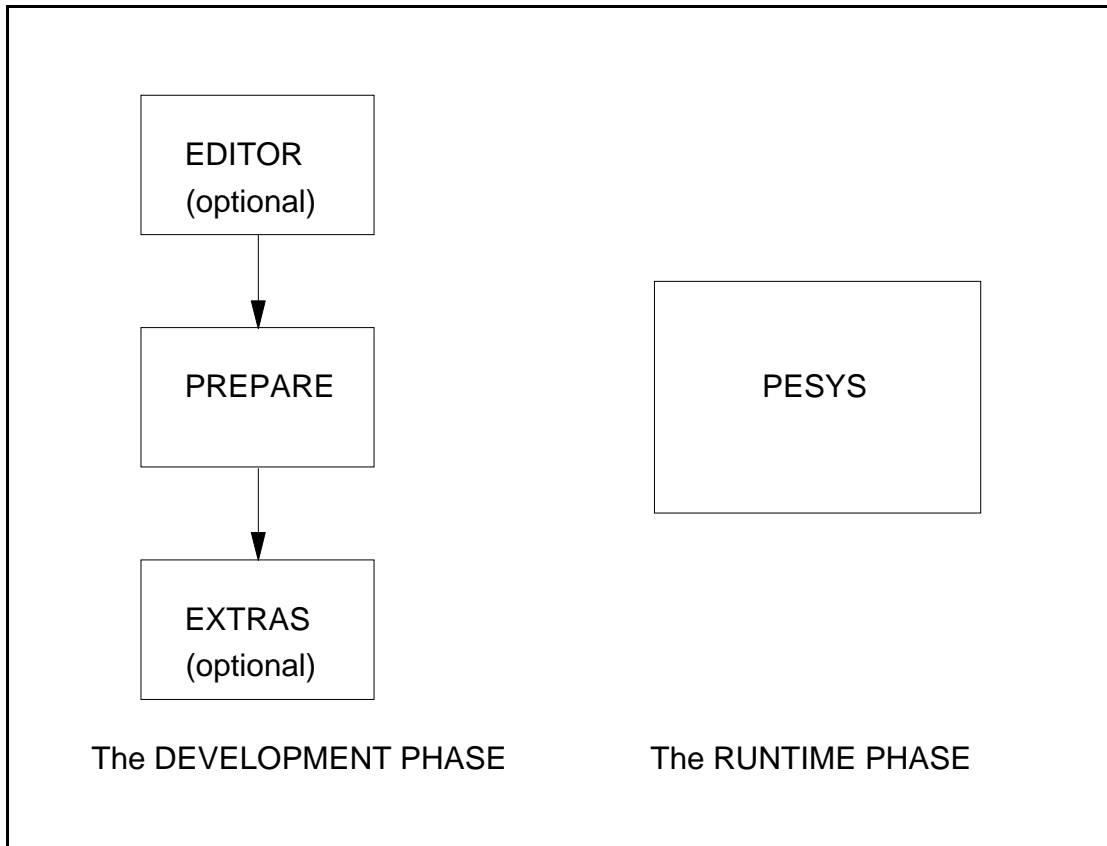 EDITOR
(optional)
PREPARE
EXTRAS
(optional)
The DEVELOPMENT PHASE
PESYS
The RUNTIME PHASE